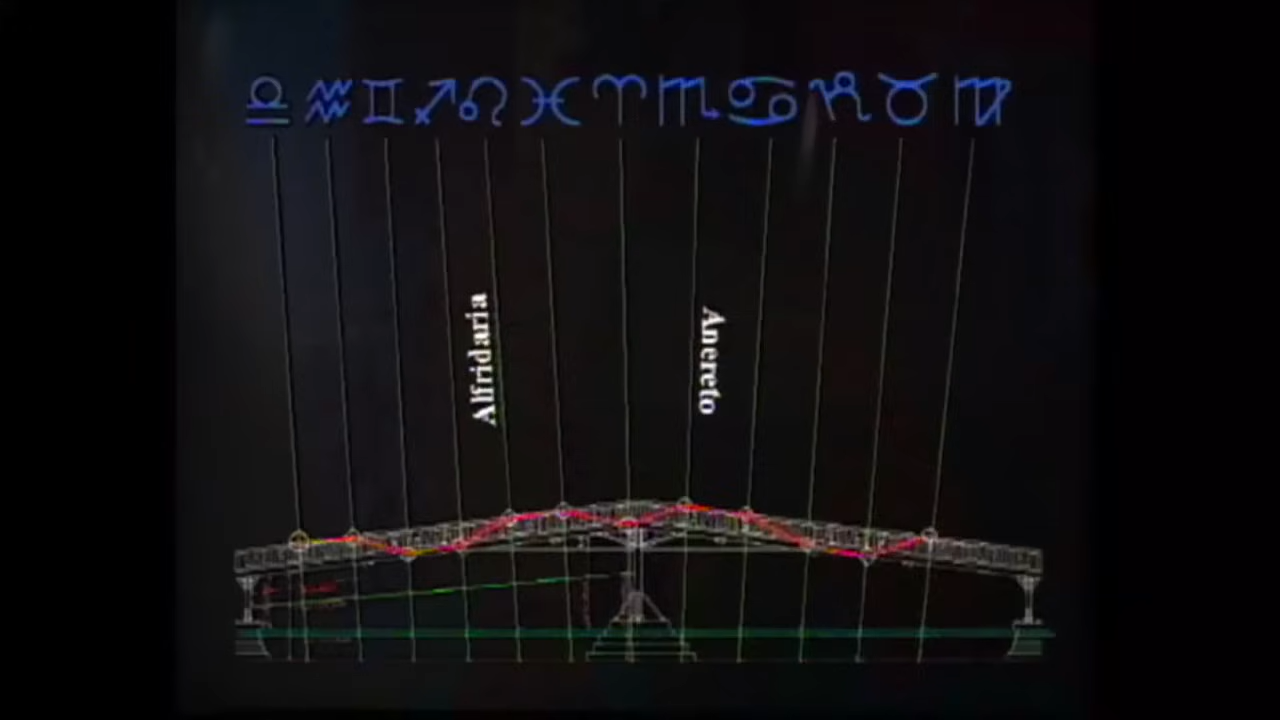 ♎ ♒ ♊ ♐ ♌ ♓ ♈ ♏ ♋ ♑ ♉ ♍
Alfridaria
Anereto